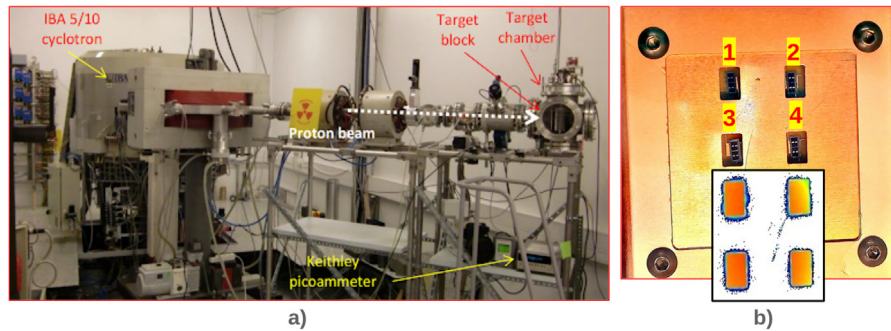 IBA 5/10
cyclotron
Target
block
Target
chamber
Proton beam
Keithley
picoammeter
a)
1
2
3
4
b)